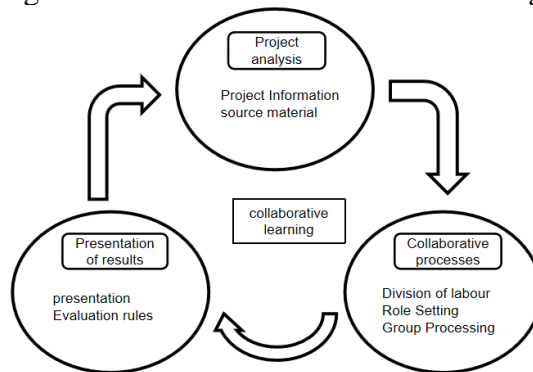 Project
analysis
Project Information
source material
collaborative
learning
Presentation
of results
presentation
Evaluation rules
Collaborative
processes
Division of labour
Role Setting
Group Processing